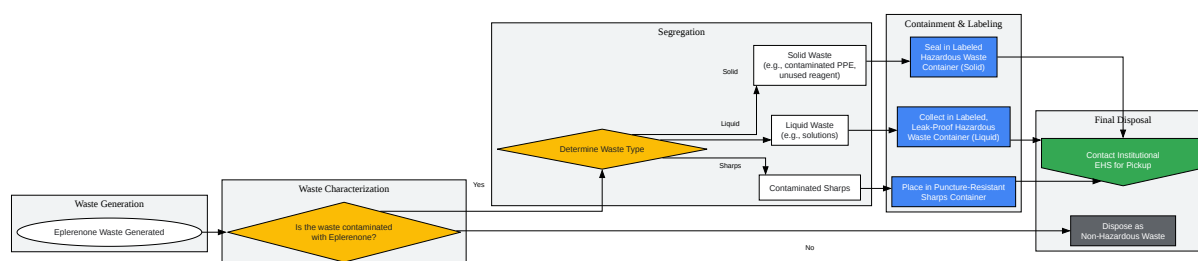 Waste Generation
Eplerenone Waste Generated
Waste Characterization
Is the waste contaminated
with Eplerenone?
Yes
No
Segregation
Determine Waste Type
Solid
Liquid
Sharps
Solid Waste
(e.g., contaminated PPE,
unused reagent)
Liquid Waste
(e.g., solutions)
Contaminated Sharps
Containment & Labeling
Seal in Labeled
Hazardous Waste
Container (Solid)
Collect in Labeled,
Leak-Proof Hazardous
Waste Container (Liquid)
Place in Puncture-Resistant
Sharps Container
Final Disposal
Contact Institutional
EHS for Pickup
Dispose as
Non-Hazardous Waste